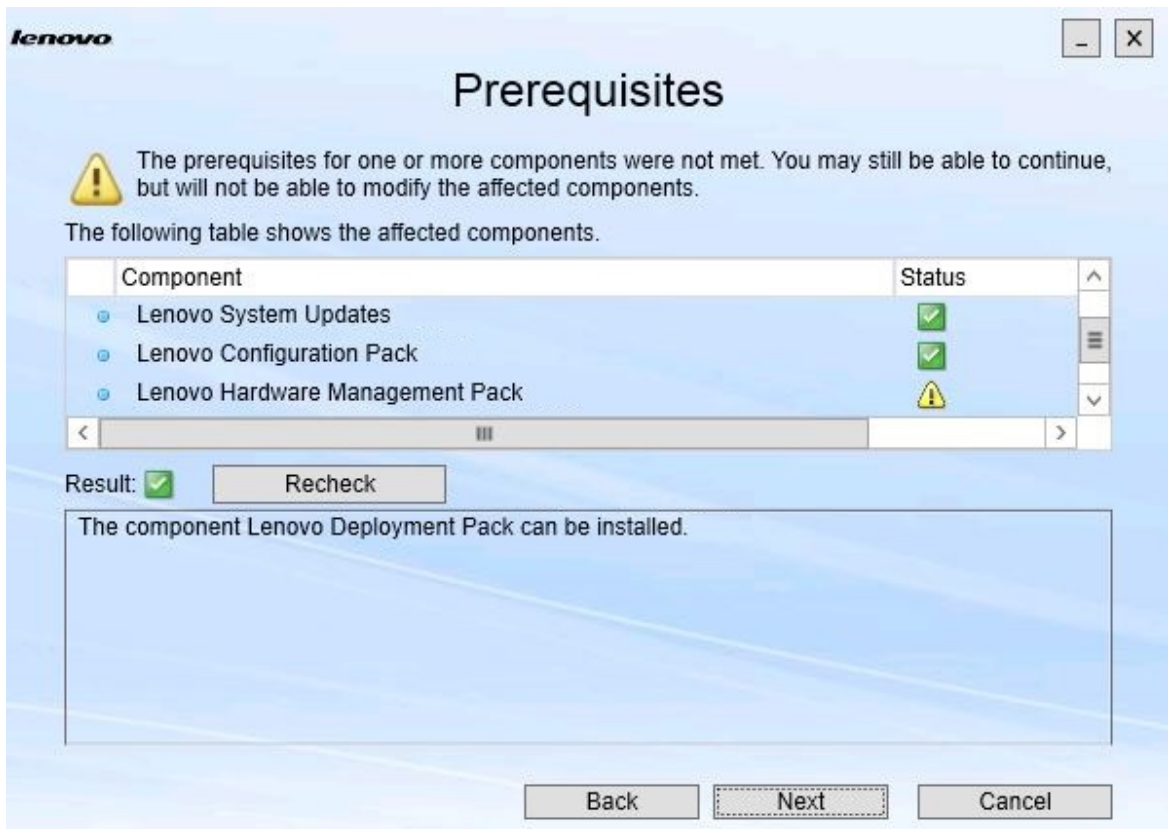 lenovo
Prerequisites
The prerequisites for one or more components were not met. You may still be able to continue,
but will not be able to modify the affected components.
The following table shows the affected components.
Component Status
Lenovo System Updates
Lenovo Configuration Pack
Lenovo Hardware Management Pack
Result: Recheck
The component Lenovo Deployment Pack can be installed.
Back Next Cancel